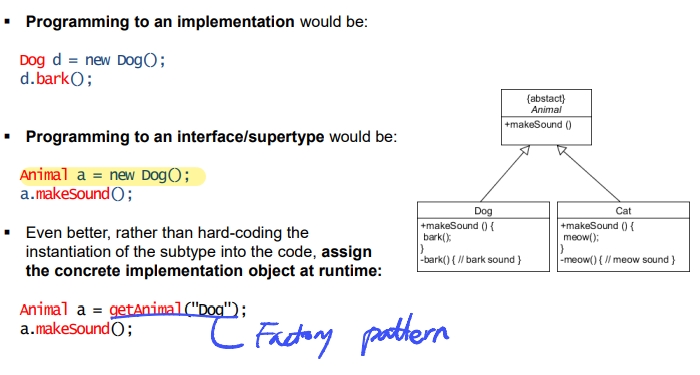 ▪ Programming to an implementation would be:
Dog d = new Dog();
d.bark();
▪ Programming to an interface/supertype would be:
Animal a = new Dog();
a.makeSound();
▪ Even better, rather than hard-coding the
instantiation of the subtype into the code, assign
the concrete implementation object at runtime:
Animal a = getAnimal("Dog");
a.makeSound();
Factory pattern
{abstact}
Animal
+makeSound ()
Dog
+makeSound () {
bark();
}
-bark() { // bark sound }
Cat
+makeSound () {
meow();
}
-meow() { // meow sound }